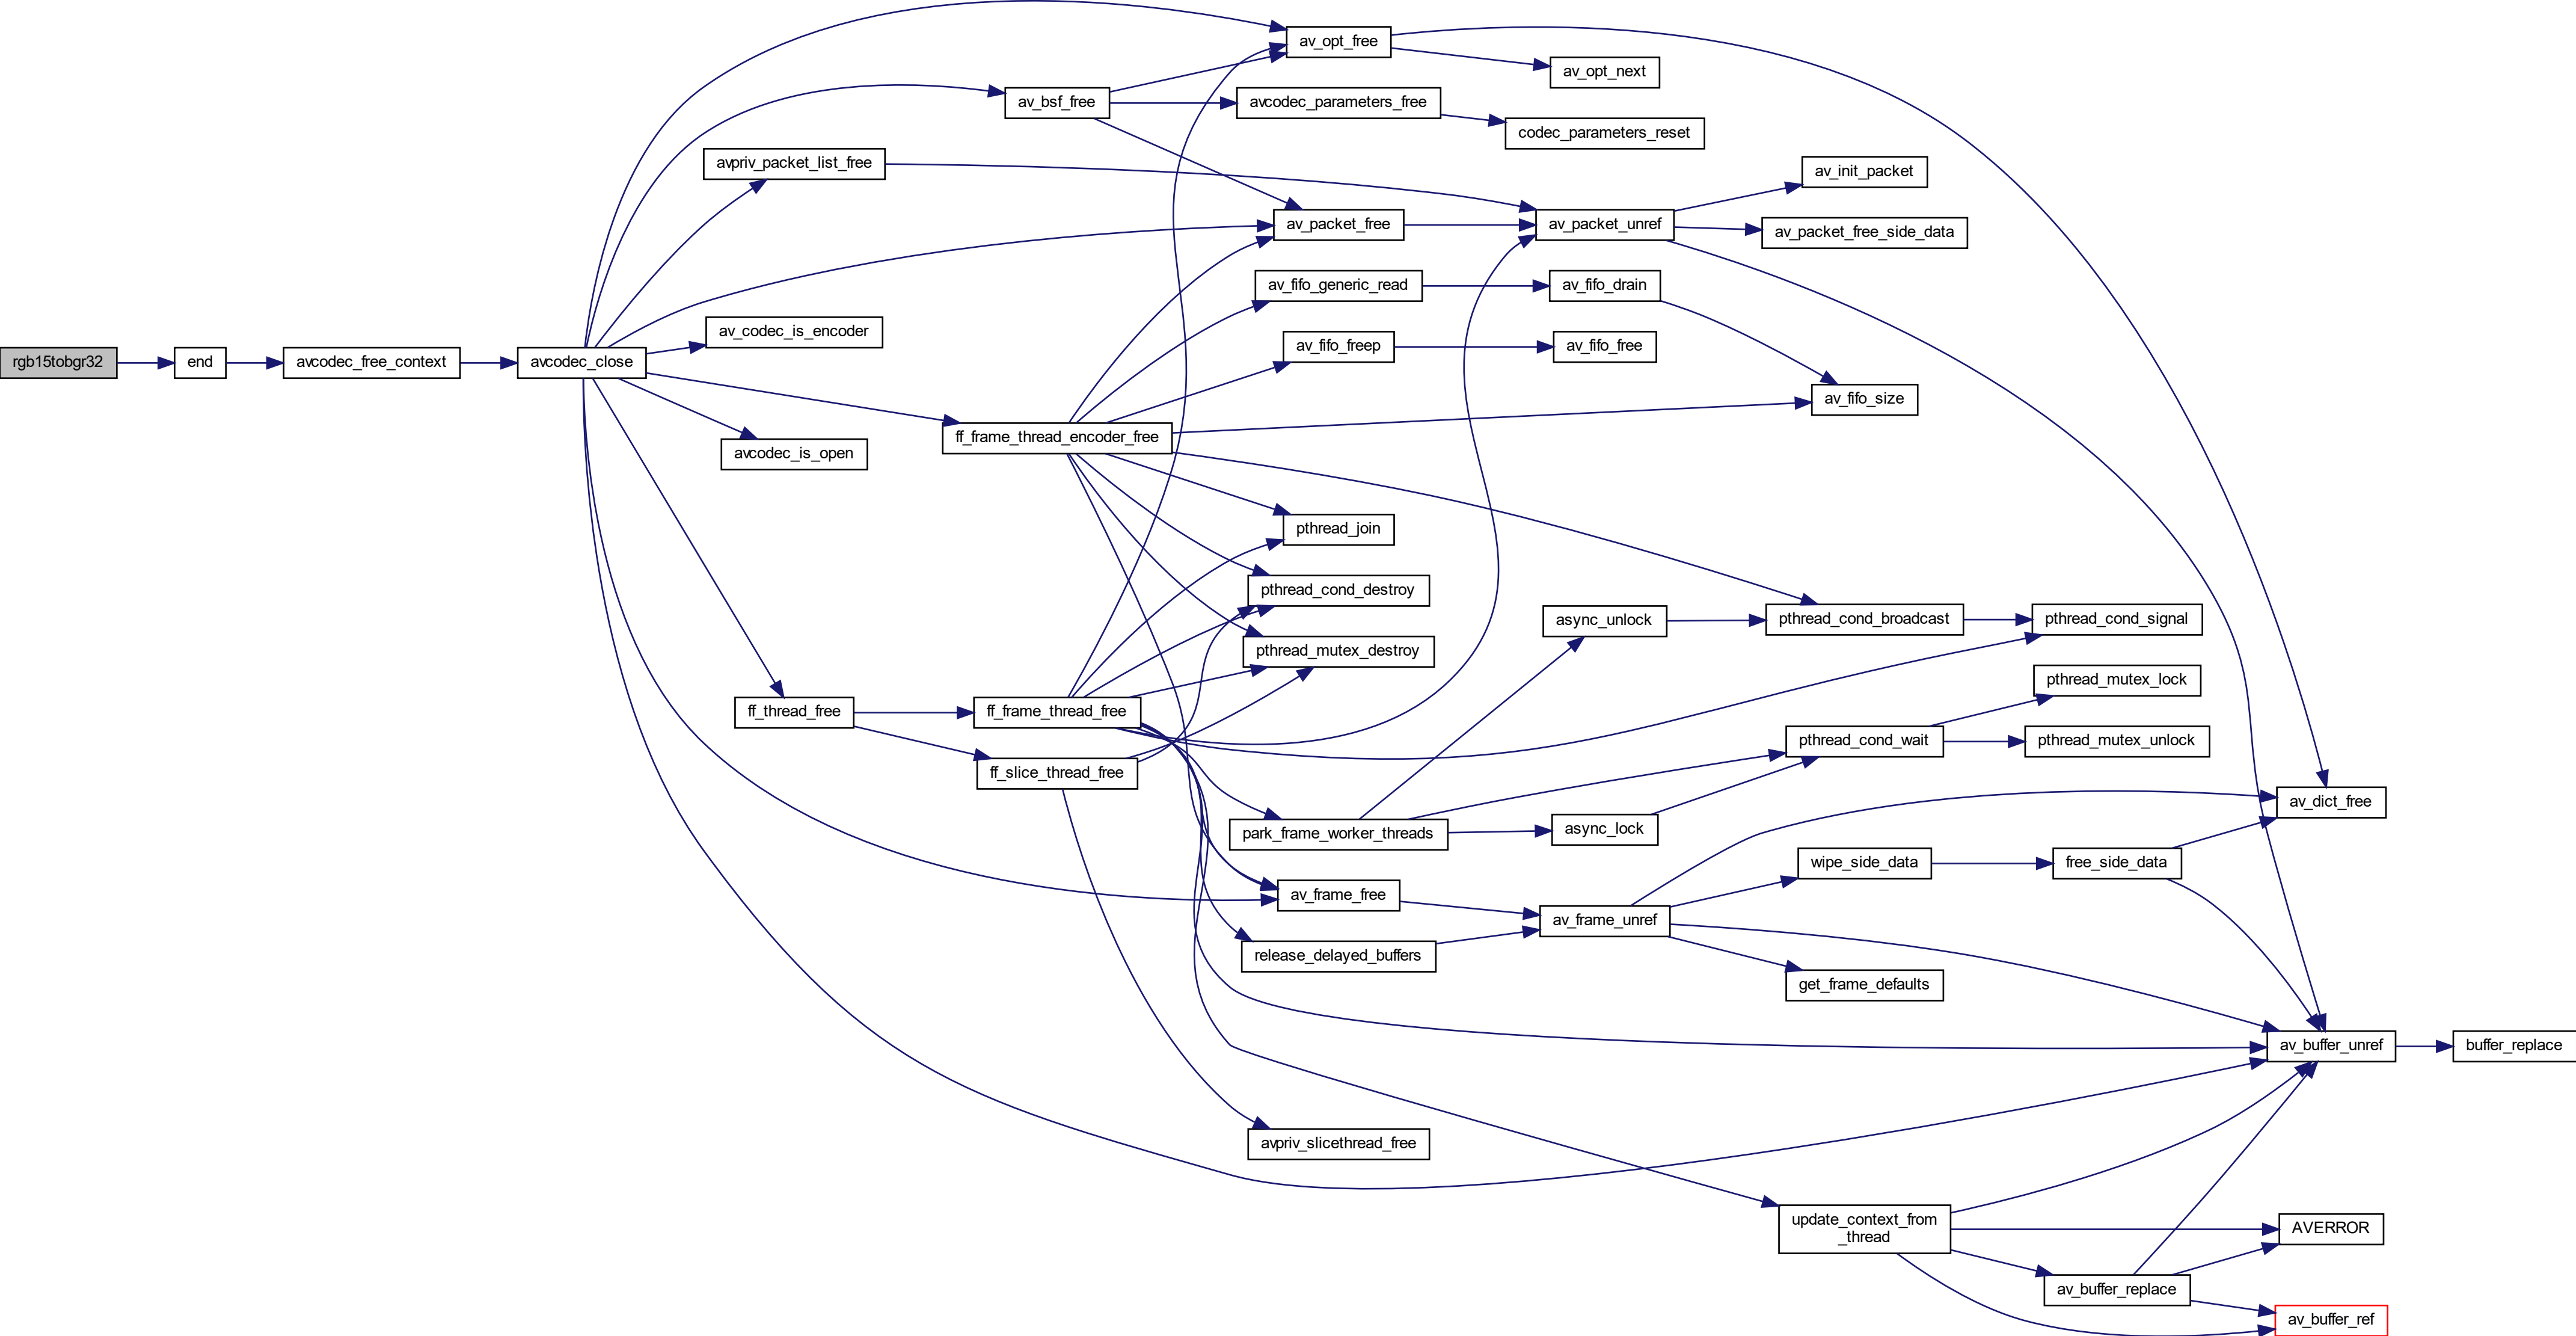 av_opt_free
av_opt_next
av_bsf_free
avcodec_parameters_free
codec_parameters_reset
avpriv_packet_list_free
av_init_packet
av_packet_free
av_packet_unref
av_packet_free_side_data
av_fifo_generic_read
av_fifo_drain
av_codec_is_encoder
rgb15tobgr32
end
avcodec_free_context
avcodec_close
av_fifo_freep
av_fifo_free
av_fifo_size
ff_frame_thread_encoder_free
avcodec_is_open
pthread_join
pthread_cond_destroy
async_unlock
pthread_cond_broadcast
pthread_cond_signal
pthread_mutex_destroy
pthread_mutex_lock
ff_thread_free
ff_frame_thread_free
pthread_cond_wait
pthread_mutex_unlock
ff_slice_thread_free
av_dict_free
park_frame_worker_threads
async_lock
wipe_side_data
free_side_data
av_frame_free
av_frame_unref
release_delayed_buffers
get_frame_defaults
av_buffer_unref
buffer_replace
avpriv_slicethread_free
update_context_from
_thread
AVERROR
av_buffer_replace
av_buffer_ref